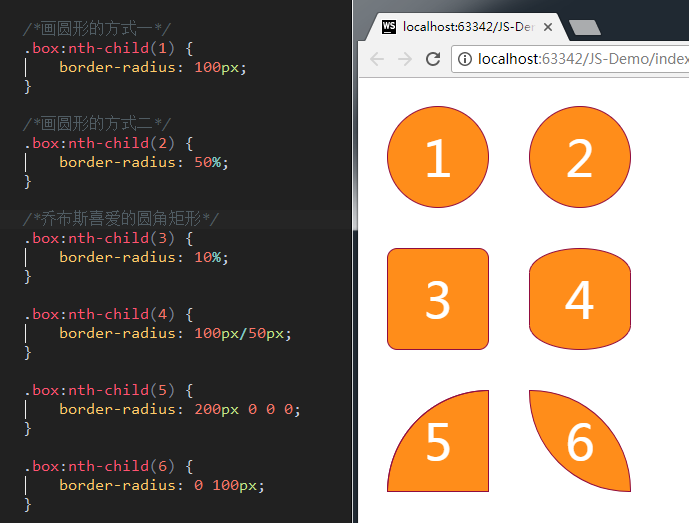 /*画圆形的方式一*/
.box:nth-child(1) {
border-radius: 100px;
}
/*画圆形的方式二*/
.box:nth-child(2) {
border-radius: 50%;
}
/*乔布斯喜爱的圆角矩形*/
.box:nth-child(3) {
border-radius: 10%;
}
.box:nth-child(4) {
border-radius: 100px/50px;
}
.box:nth-child(5) {
border-radius: 200px 0 0 0;
}
.box:nth-child(6) {
border-radius: 0 100px;
}
WS localhost:63342/JS-Dem
localhost:63342/JS-Demo/index
1 2
3 4
5 6